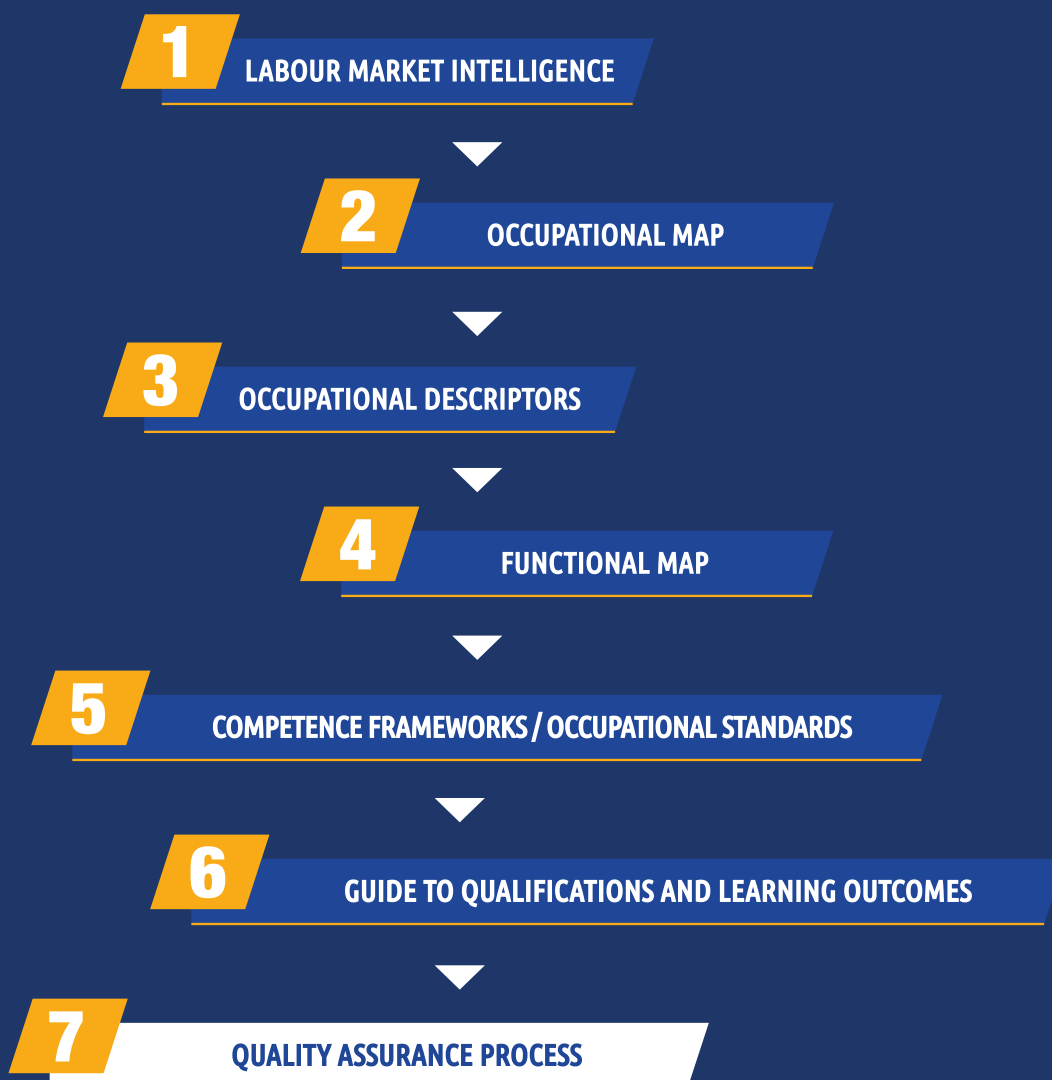 1
LABOUR MARKET INTELLIGENCE
2
OCCUPATIONAL MAP
3
OCCUPATIONAL DESCRIPTORS
4
FUNCTIONAL MAP
5
COMPETENCE FRAMEWORKS / OCCUPATIONAL STANDARDS
6
GUIDE TO QUALIFICATIONS AND LEARNING OUTCOMES
7
QUALITY ASSURANCE PROCESS